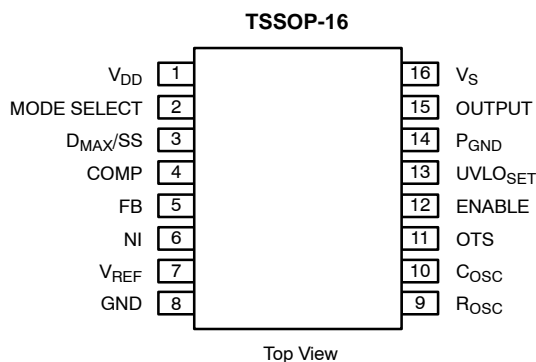 TSSOP-16
V_DD 1 16 V_S
MODE SELECT 2 15 OUTPUT
D_MAX/SS 3 14 P_GND
COMP 4 13 UVLO_SET
FB 5 12 ENABLE
NI 6 11 OTS
V_REF 7 10 C_OSC
GND 8 9 R_OSC
Top View